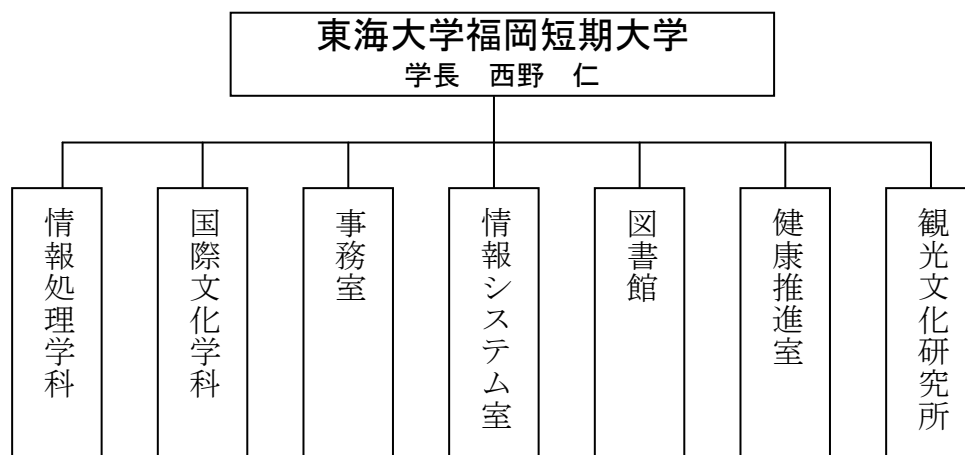 東海大学福岡短期大学
学長　西野　仁
情報処理学科
国際文化学科
事務室
情報システム室
図書館
健康推進室
観光文化研究所